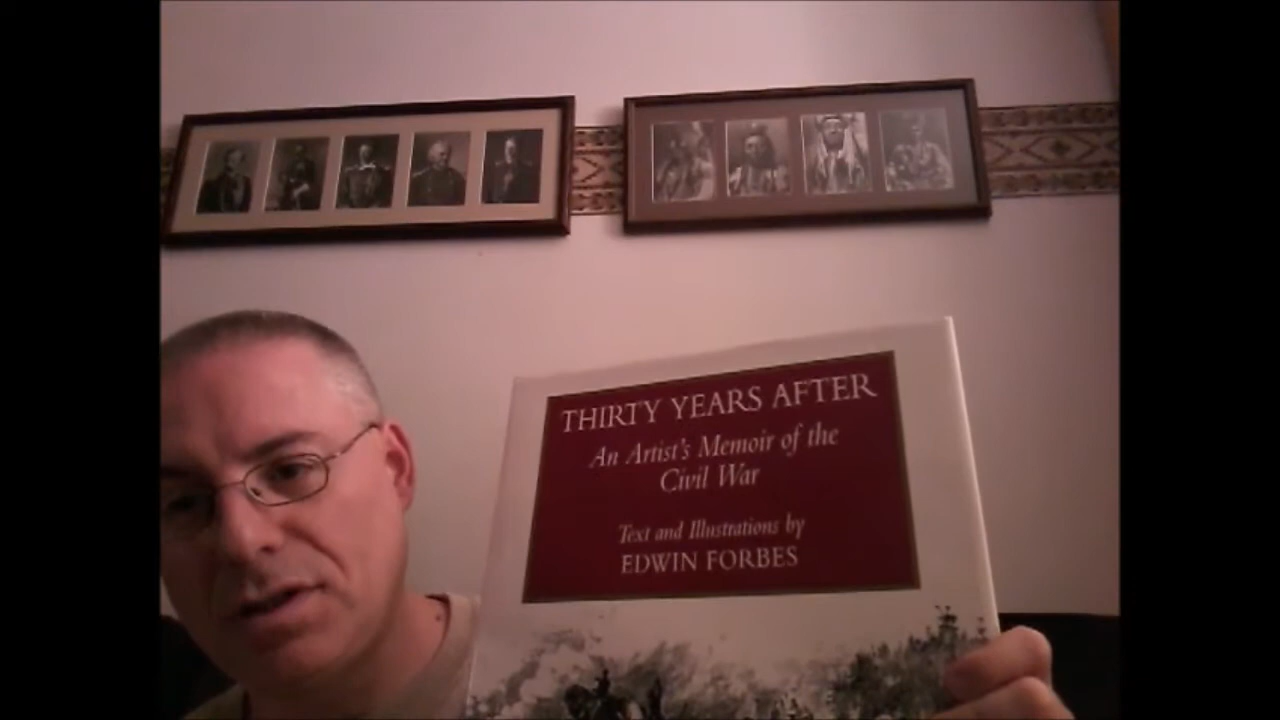 THIRTY YEARS AFTER
An Artist's Memoir of the
Civil War
Text and Illustrations by
EDWIN FORBES